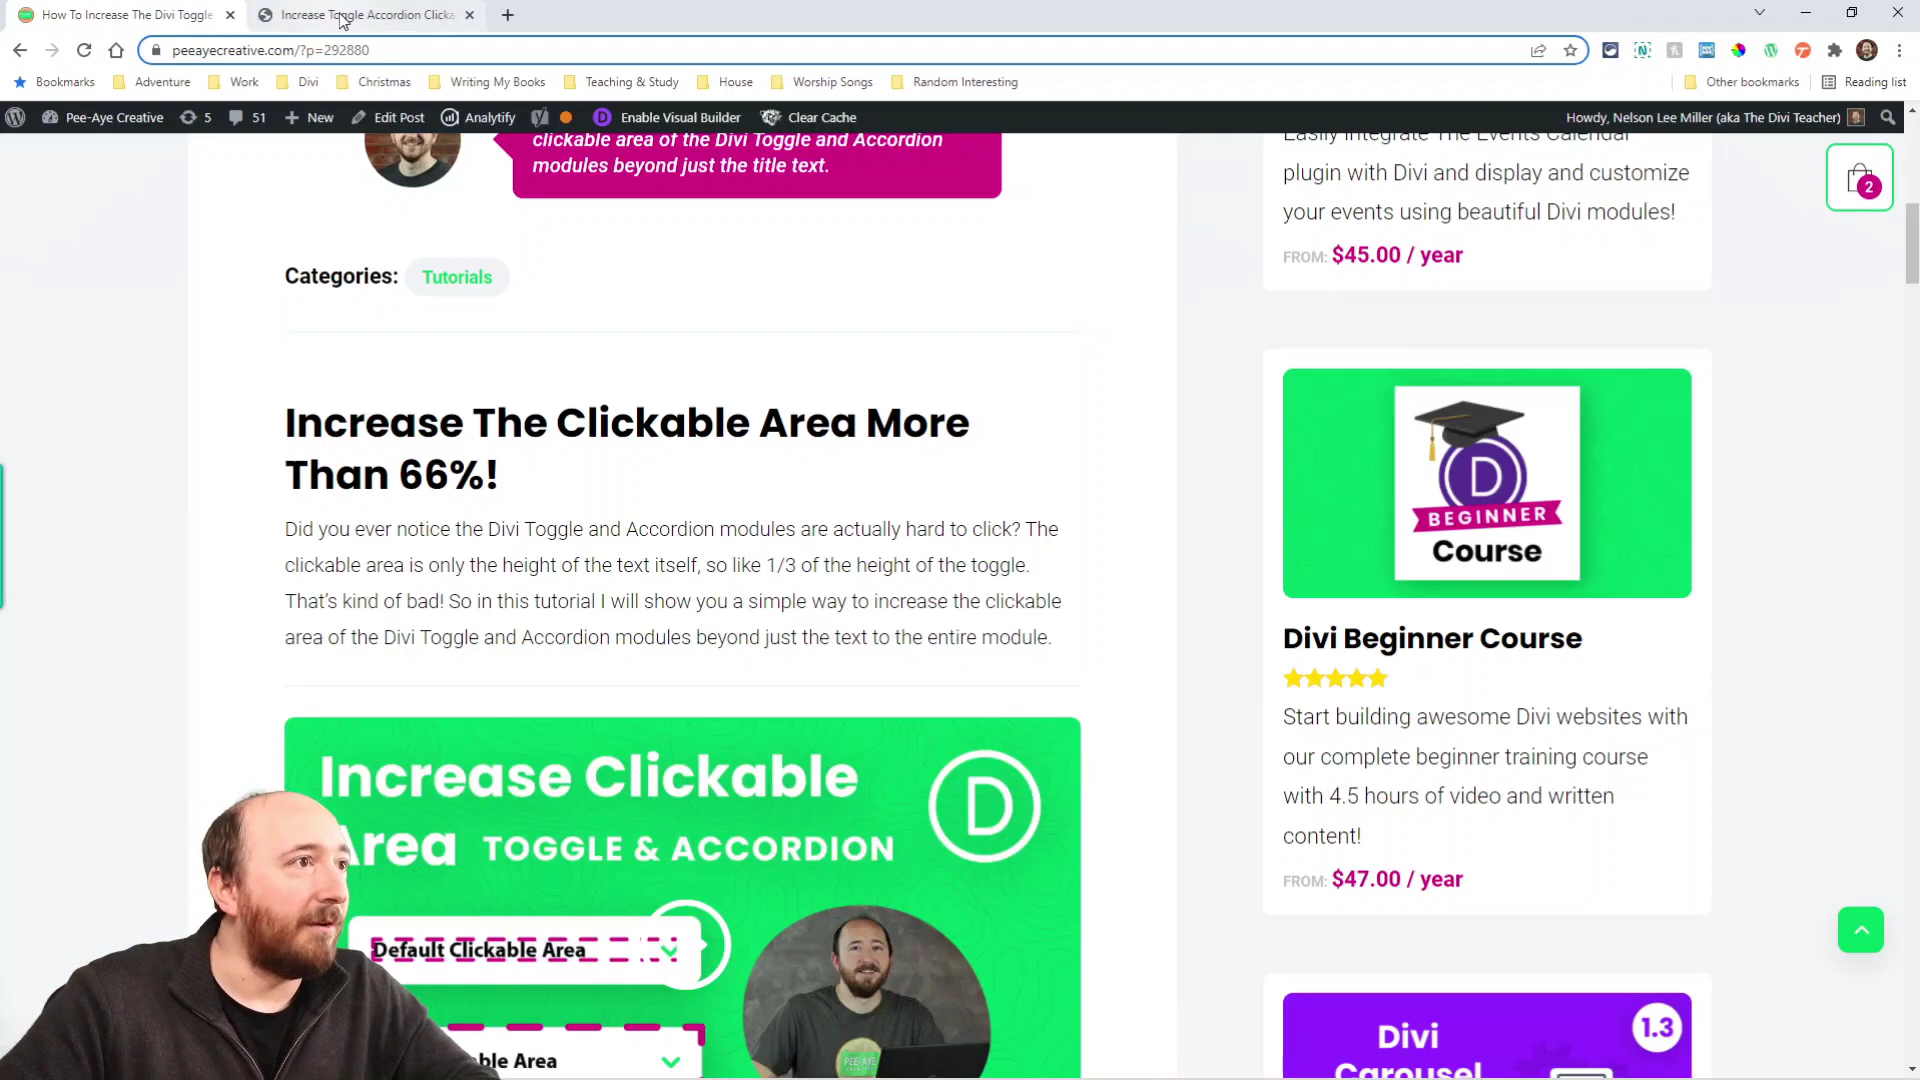 How To Increase The Divi Toggle
Increase Toggle Accordion Clicka
peeayecreative.com/?p=292880
Bookmarks
Adventure
Work
Divi
Christmas
Writing My Books
Teaching & Study
House
Worship Songs
Random Interesting
Other bookmarks
Reading list
Pee-Aye Creative
5
51
New
Edit Post
Analytify
Enable Visual Builder
Clear Cache
Howdy, Nelson Lee Miller (aka The Divi Teacher)
clickable area of the Divi Toggle and Accordion
modules beyond just the title text.
Categories: Tutorials
Increase The Clickable Area More
Than 66%!
Did you ever notice the Divi Toggle and Accordion modules are actually hard to click? The
clickable area is only the height of the text itself, so like 1/3 of the height of the toggle.
That's kind of bad! So in this tutorial I will show you a simple way to increase the clickable
area of the Divi Toggle and Accordion modules beyond just the text to the entire module.
Increase Clickable
Area TOGGLE & ACCORDION
D
Default Clickable Area
ble Area
Easily integrate The Events Calendar
plugin with Divi and display and customize
your events using beautiful Divi modules!
FROM: $45.00 / year
2
D
BEGINNER
Course
Divi Beginner Course
Start building awesome Divi websites with
our complete beginner training course
with 4.5 hours of video and written
content!
FROM: $47.00 / year
1.3
Divi
Carousel